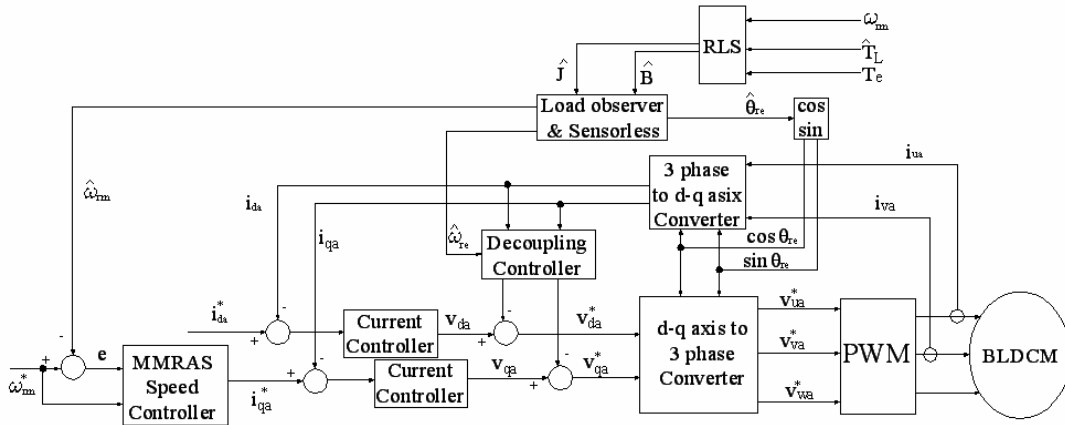 ω_rm
RLS
T̂_L
T_e
Ĵ
B̂
Load observer
& Sensorless
θ̂_re
cos
sin
i_ua
3 phase
to d-q asix
Converter
ω̂_rm
i_da
i_va
i_qa
ω̂_re
Decoupling
Controller
cos θ_re
sin θ_re
i*_da
-
+
Current
Controller
v_da
+
-
v*_da
d-q axis to
3 phase
Converter
v*_ua
v*_va
v*_wa
PWM
BLDCM
-
+
e
ω*_rm
MMRAS
Speed
Controller
i*_qa
+
-
Current
Controller
v_qa
+
-
v*_qa